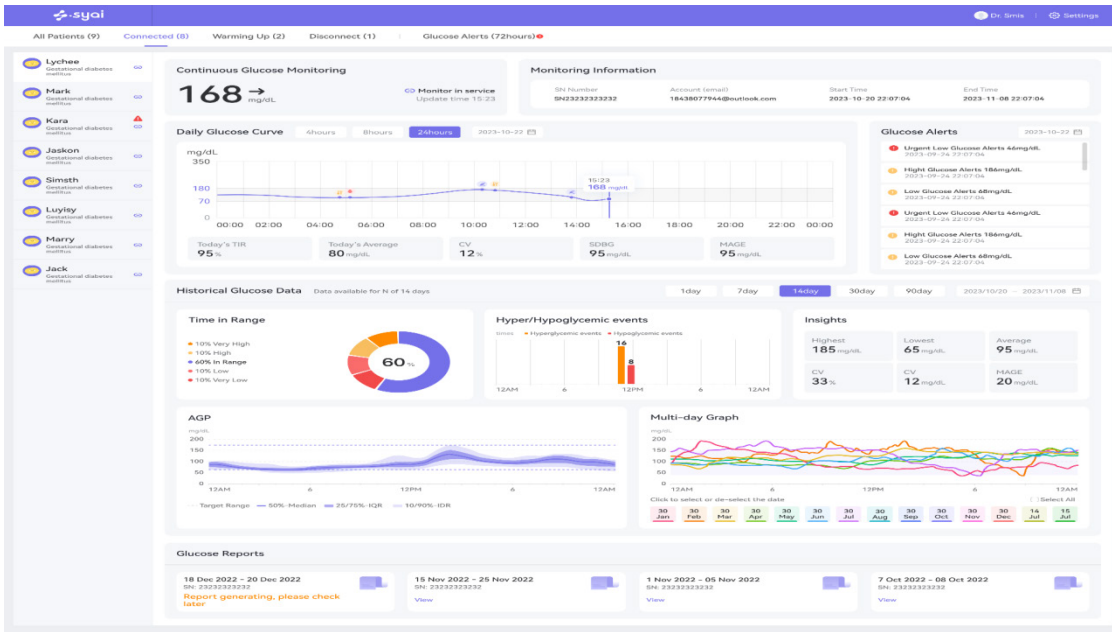 syai
Dr. Smis
Settings
All Patients (9)
Connected (8)
Warming Up (2)
Disconnect (1)
Glucose Alerts (72hours)
Lychee
Gestational diabetes
mellitus
Mark
Gestational diabetes
mellitus
Kara
Gestational diabetes
mellitus
Jaskon
Gestational diabetes
mellitus
Simsth
Gestational diabetes
mellitus
Luyisy
Gestational diabetes
mellitus
Marry
Gestational diabetes
mellitus
Jack
Gestational diabetes
mellitus
Continuous Glucose Monitoring
168 → mg/dL
Monitor in service
Update time 15:23
Monitoring Information
SN Number
SN23232323232
Account (email)
18438077944@outlook.com
Start Time
2023-10-20 22:07:04
End Time
2023-11-08 22:07:04
Daily Glucose Curve
4hours
8hours
24hours
2023-10-22
mg/dL
350
180
70
0
15:23
168 mg/dl
00:00 02:00 04:00 06:00 08:00 10:00 12:00 14:00 16:00 18:00 20:00 22:00 00:00
Today's TIR
95%
Today's Average
80 mg/dL
CV
12%
SDBG
95 mg/dL
MAGE
95 mg/dL
Glucose Alerts
2023-10-22
Urgent Low Glucose Alerts 46mg/dL
2023-09-24 22:07:04
Hight Glucose Alerts 186mg/dL
2023-09-24 22:07:04
Low Glucose Alerts 68mg/dL
2023-09-24 22:07:04
Urgent Low Glucose Alerts 46mg/dL
2023-09-24 22:07:04
Hight Glucose Alerts 186mg/dL
2023-09-24 22:07:04
Low Glucose Alerts 68mg/dL
2023-09-24 22:07:04
Historical Glucose Data
Data available for N of 14 days
1day
7day
14day
30day
90day
2023/10/20 - 2023/11/08
Time in Range
10% Very High
10% High
60% In Range
10% Low
10% Very Low
60%
Hyper/Hypoglycemic events
times
Hyperglycemic events
Hypoglycemic events
16
8
12AM 6 12PM 6 12AM
Insights
Highest
185 mg/dL
Lowest
65 mg/dL
Average
95 mg/dL
CV
33%
CV
12 mg/dL
MAGE
20 mg/dL
AGP
mg/dL
200
150
100
50
0
12AM 6 12PM 6 12AM
Target Range
50%-Median
25/75%-IQR
10/90%-IDR
Multi-day Graph
mg/dL
200
150
100
50
0
12AM 6 12PM 6 12AM
Click to select or de-select the date
Select All
30 30 30 30 30 30 30 30 30 30 30 30 14 15
Jan Feb Mar Apr May Jun Jul Aug Sep Oct Nov Dec Jul Jul
Glucose Reports
18 Dec 2022 - 20 Dec 2022
SN: 23232323232
Report generating, please check
later
15 Nov 2022 - 25 Nov 2022
SN: 23232323232
View
1 Nov 2022 - 05 Nov 2022
SN: 23232323232
View
7 Oct 2022 - 08 Oct 2022
SN: 23232323232
View